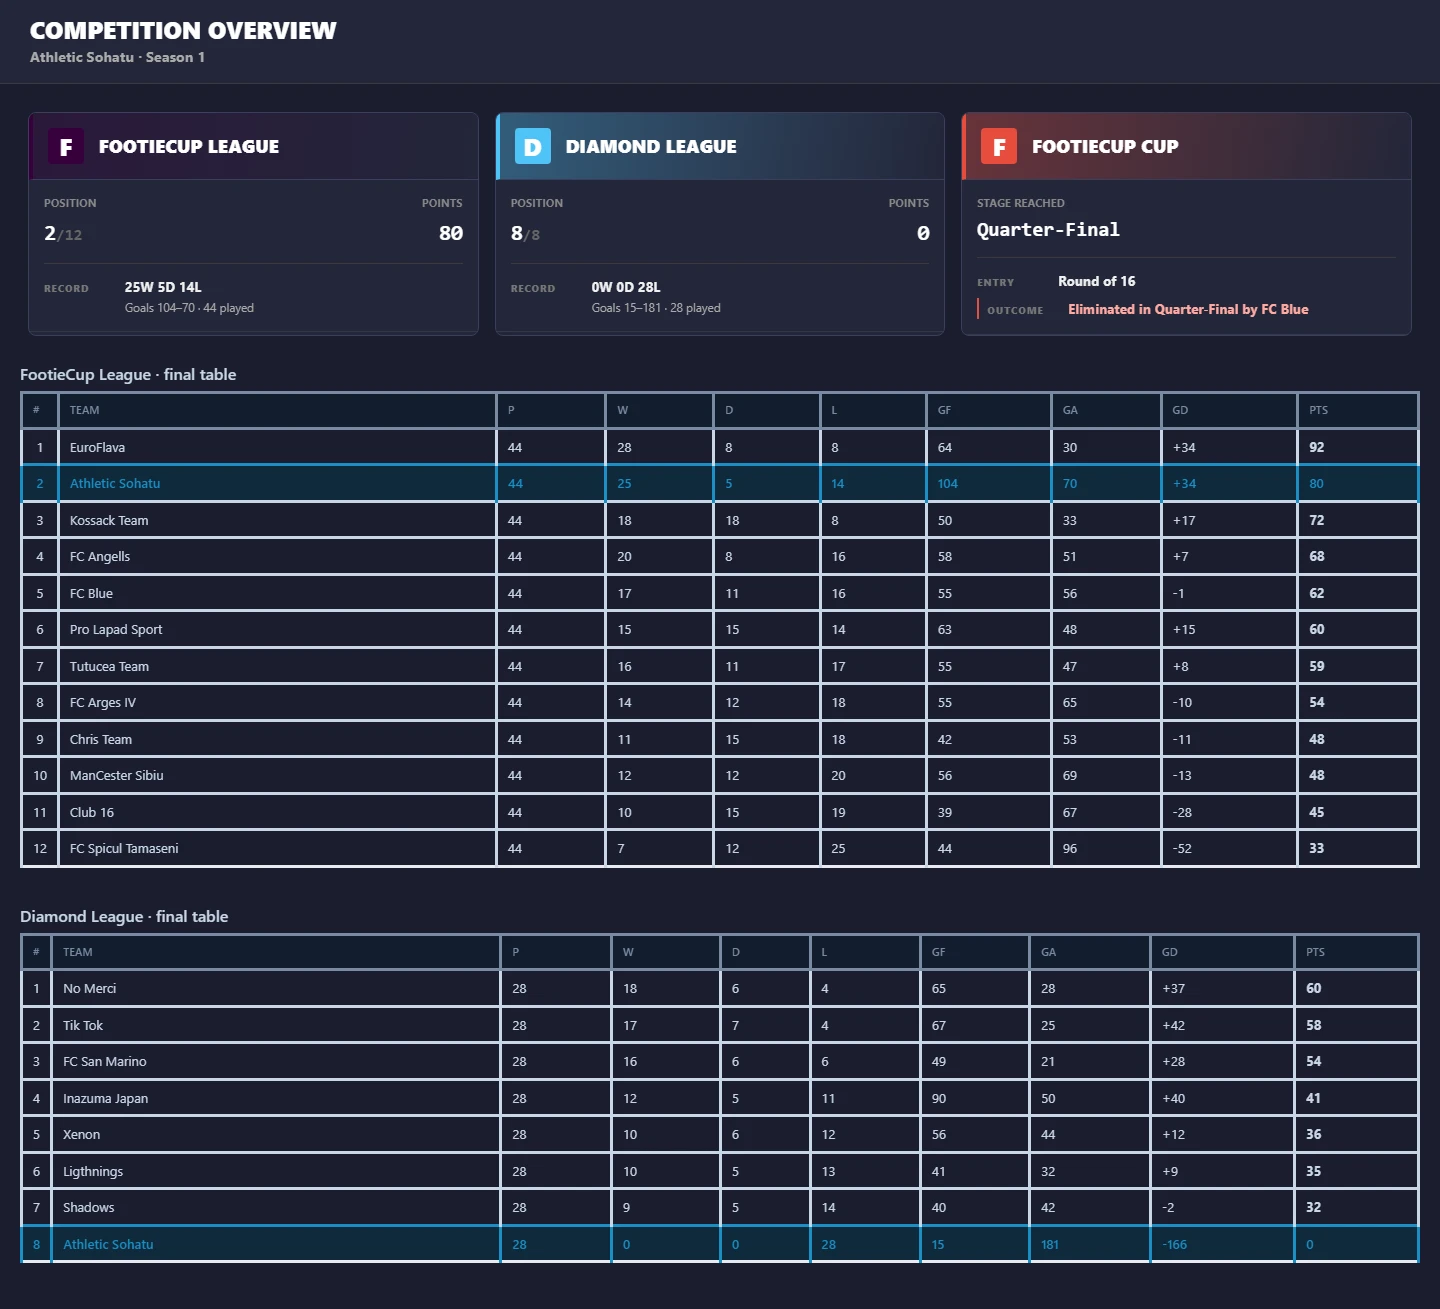 COMPETITION OVERVIEW
Athletic Sohatu · Season 1
F FOOTIECUP LEAGUE
POSITION POINTS
2/12 80
RECORD 25W 5D 14L
Goals 104–70 · 44 played
D DIAMOND LEAGUE
POSITION POINTS
8/8 0
RECORD 0W 0D 28L
Goals 15–181 · 28 played
F FOOTIECUP CUP
STAGE REACHED
Quarter-Final
ENTRY Round of 16
OUTCOME Eliminated in Quarter-Final by FC Blue
FootieCup League · final table
# TEAM P W D L GF GA GD PTS
1 EuroFlava 44 28 8 8 64 30 +34 92
2 Athletic Sohatu 44 25 5 14 104 70 +34 80
3 Kossack Team 44 18 18 8 50 33 +17 72
4 FC Angells 44 20 8 16 58 51 +7 68
5 FC Blue 44 17 11 16 55 56 -1 62
6 Pro Lapad Sport 44 15 15 14 63 48 +15 60
7 Tutucea Team 44 16 11 17 55 47 +8 59
8 FC Arges IV 44 14 12 18 55 65 -10 54
9 Chris Team 44 11 15 18 42 53 -11 48
10 ManCester Sibiu 44 12 12 20 56 69 -13 48
11 Club 16 44 10 15 19 39 67 -28 45
12 FC Spicul Tamaseni 44 7 12 25 44 96 -52 33
Diamond League · final table
# TEAM P W D L GF GA GD PTS
1 No Merci 28 18 6 4 65 28 +37 60
2 Tik Tok 28 17 7 4 67 25 +42 58
3 FC San Marino 28 16 6 6 49 21 +28 54
4 Inazuma Japan 28 12 5 11 90 50 +40 41
5 Xenon 28 10 6 12 56 44 +12 36
6 Ligthnings 28 10 5 13 41 32 +9 35
7 Shadows 28 9 5 14 40 42 -2 32
8 Athletic Sohatu 28 0 0 28 15 181 -166 0